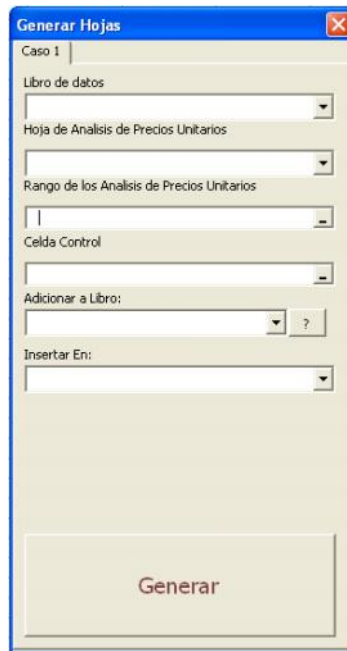 Generar Hojas
Caso 1
Libro de datos
Hoja de Analisis de Precios Unitarios
Rango de los Analisis de Precios Unitarios
Celda Control
Adicionar a Libro:
?
Insertar En:
Generar